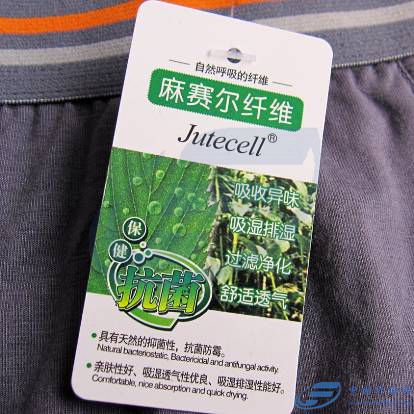 自然呼吸的纤维
麻赛尔纤维
Jutecell®
吸收异味
吸湿排湿
过滤净化
舒适透气
保健
抗菌
•具有天然的抑菌性，抗菌防霉。
Natural bacteriostatic, Bactericidal and antifungal activity.
•亲肤性好、吸湿透气性优良、吸湿排湿性能好。
Comfortable, nice absorption and quick drying.